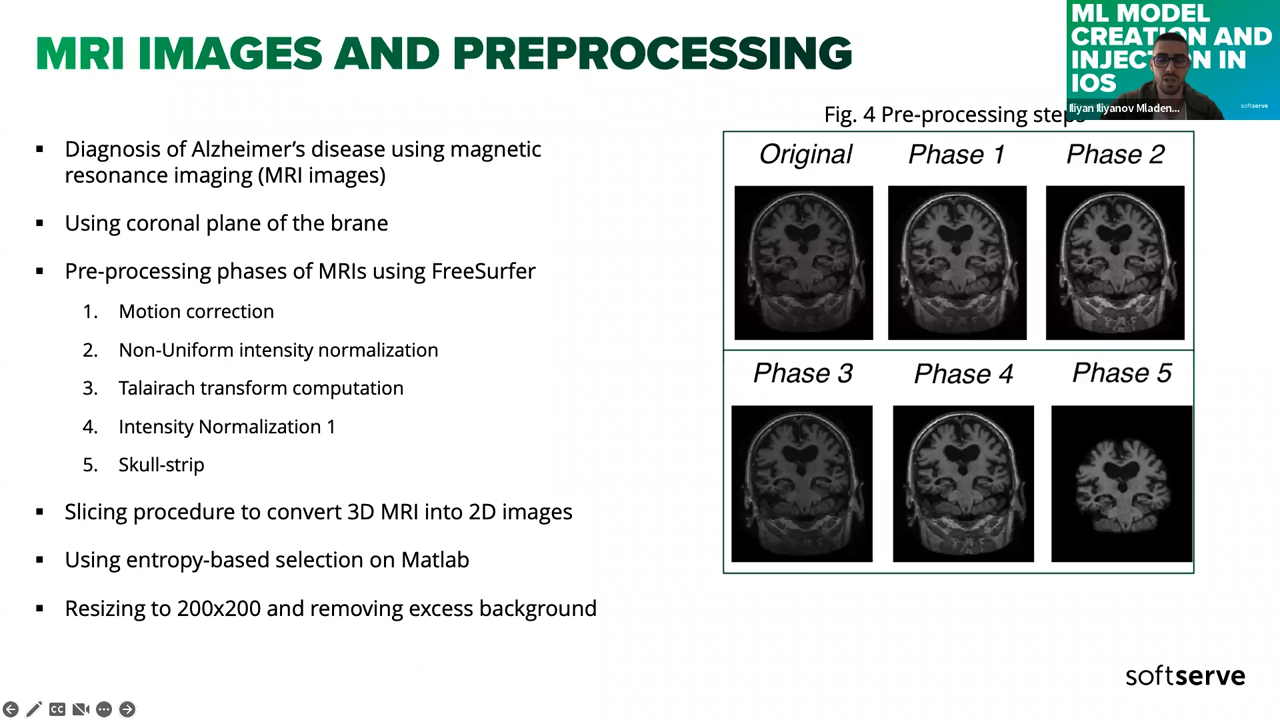 MRI IMAGES AND PREPROCESSING
ML MODEL
CREATION AND
INJECTION IN
IOS
softserve
Iliyan Iliyanov Mladen...
▪ Diagnosis of Alzheimer's disease using magnetic
resonance imaging (MRI images)
▪ Using coronal plane of the brane
▪ Pre-processing phases of MRIs using FreeSurfer
1. Motion correction
2. Non-Uniform intensity normalization
3. Talairach transform computation
4. Intensity Normalization 1
5. Skull-strip
▪ Slicing procedure to convert 3D MRI into 2D images
▪ Using entropy-based selection on Matlab
▪ Resizing to 200x200 and removing excess background
Fig. 4 Pre-processing steps
Original Phase 1 Phase 2
Phase 3 Phase 4 Phase 5
softserve
CC